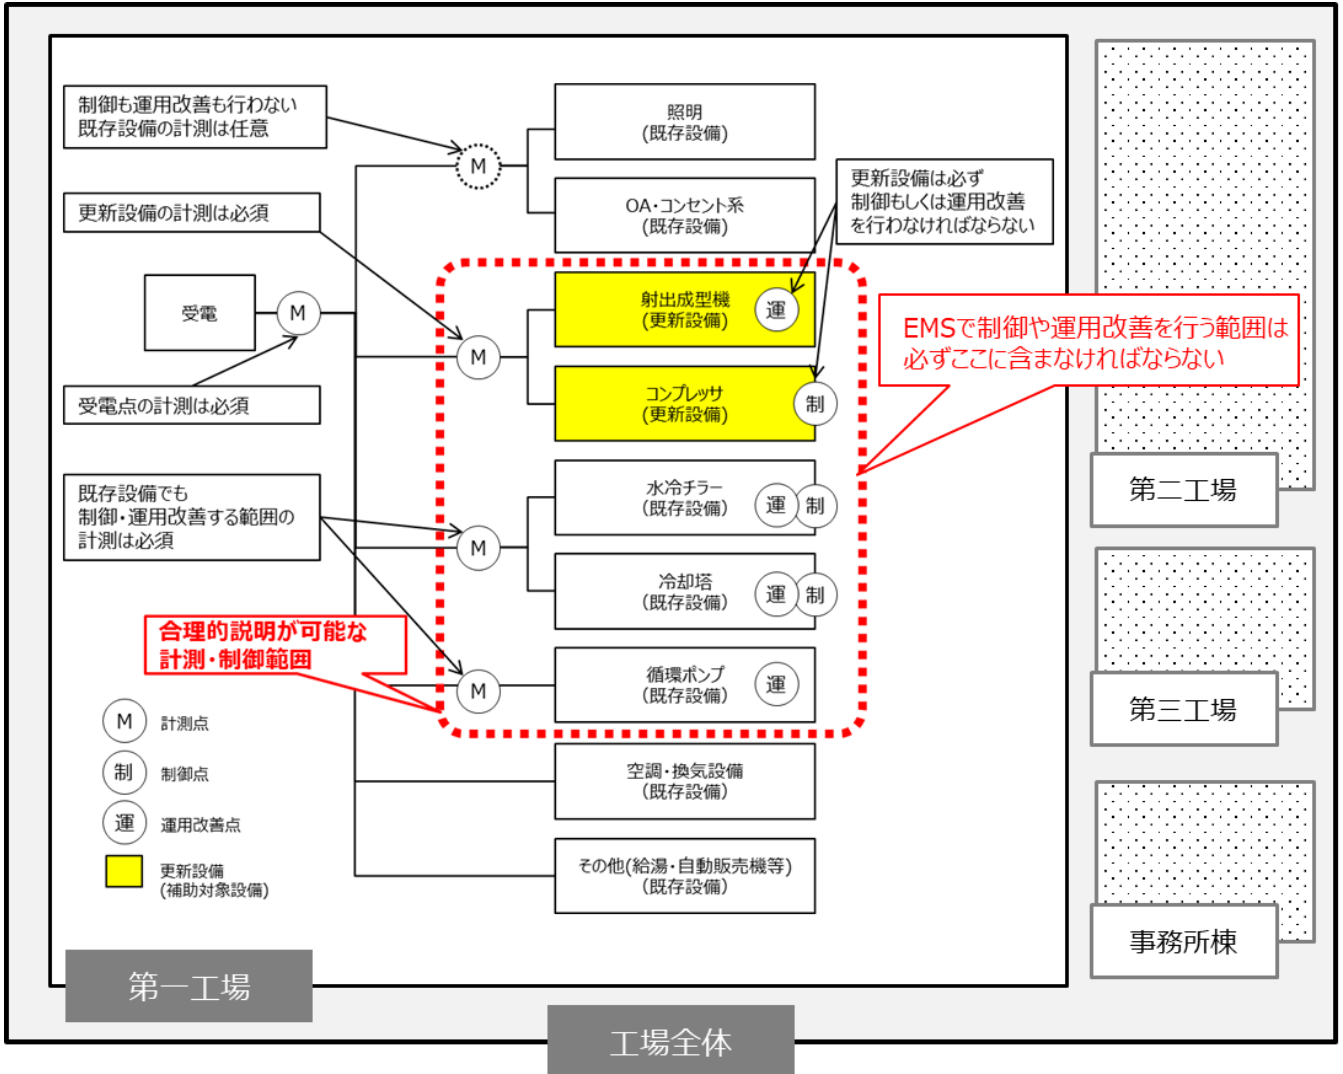 制御も運用改善も行わない
既存設備の計測は任意
更新設備の計測は必須
受電
M
受電点の計測は必須
既存設備でも
制御・運用改善する範囲の
計測は必須
合理的説明が可能な
計測・制御範囲
M
照明
(既存設備)
OA・コンセント系
(既存設備)
更新設備は必ず
制御もしくは運用改善
を行わなければならない
M
射出成型機
(更新設備)
運
コンプレッサ
(更新設備)
制
EMSで制御や運用改善を行う範囲は
必ずここに含まなければならない
M
水冷チラー
(既存設備)
運
制
冷却塔
(既存設備)
運
制
M
循環ポンプ
(既存設備)
運
空調・換気設備
(既存設備)
その他(給湯・自動販売機等)
(既存設備)
M 計測点
制 制御点
運 運用改善点
更新設備
(補助対象設備)
第一工場
第二工場
第三工場
事務所棟
工場全体